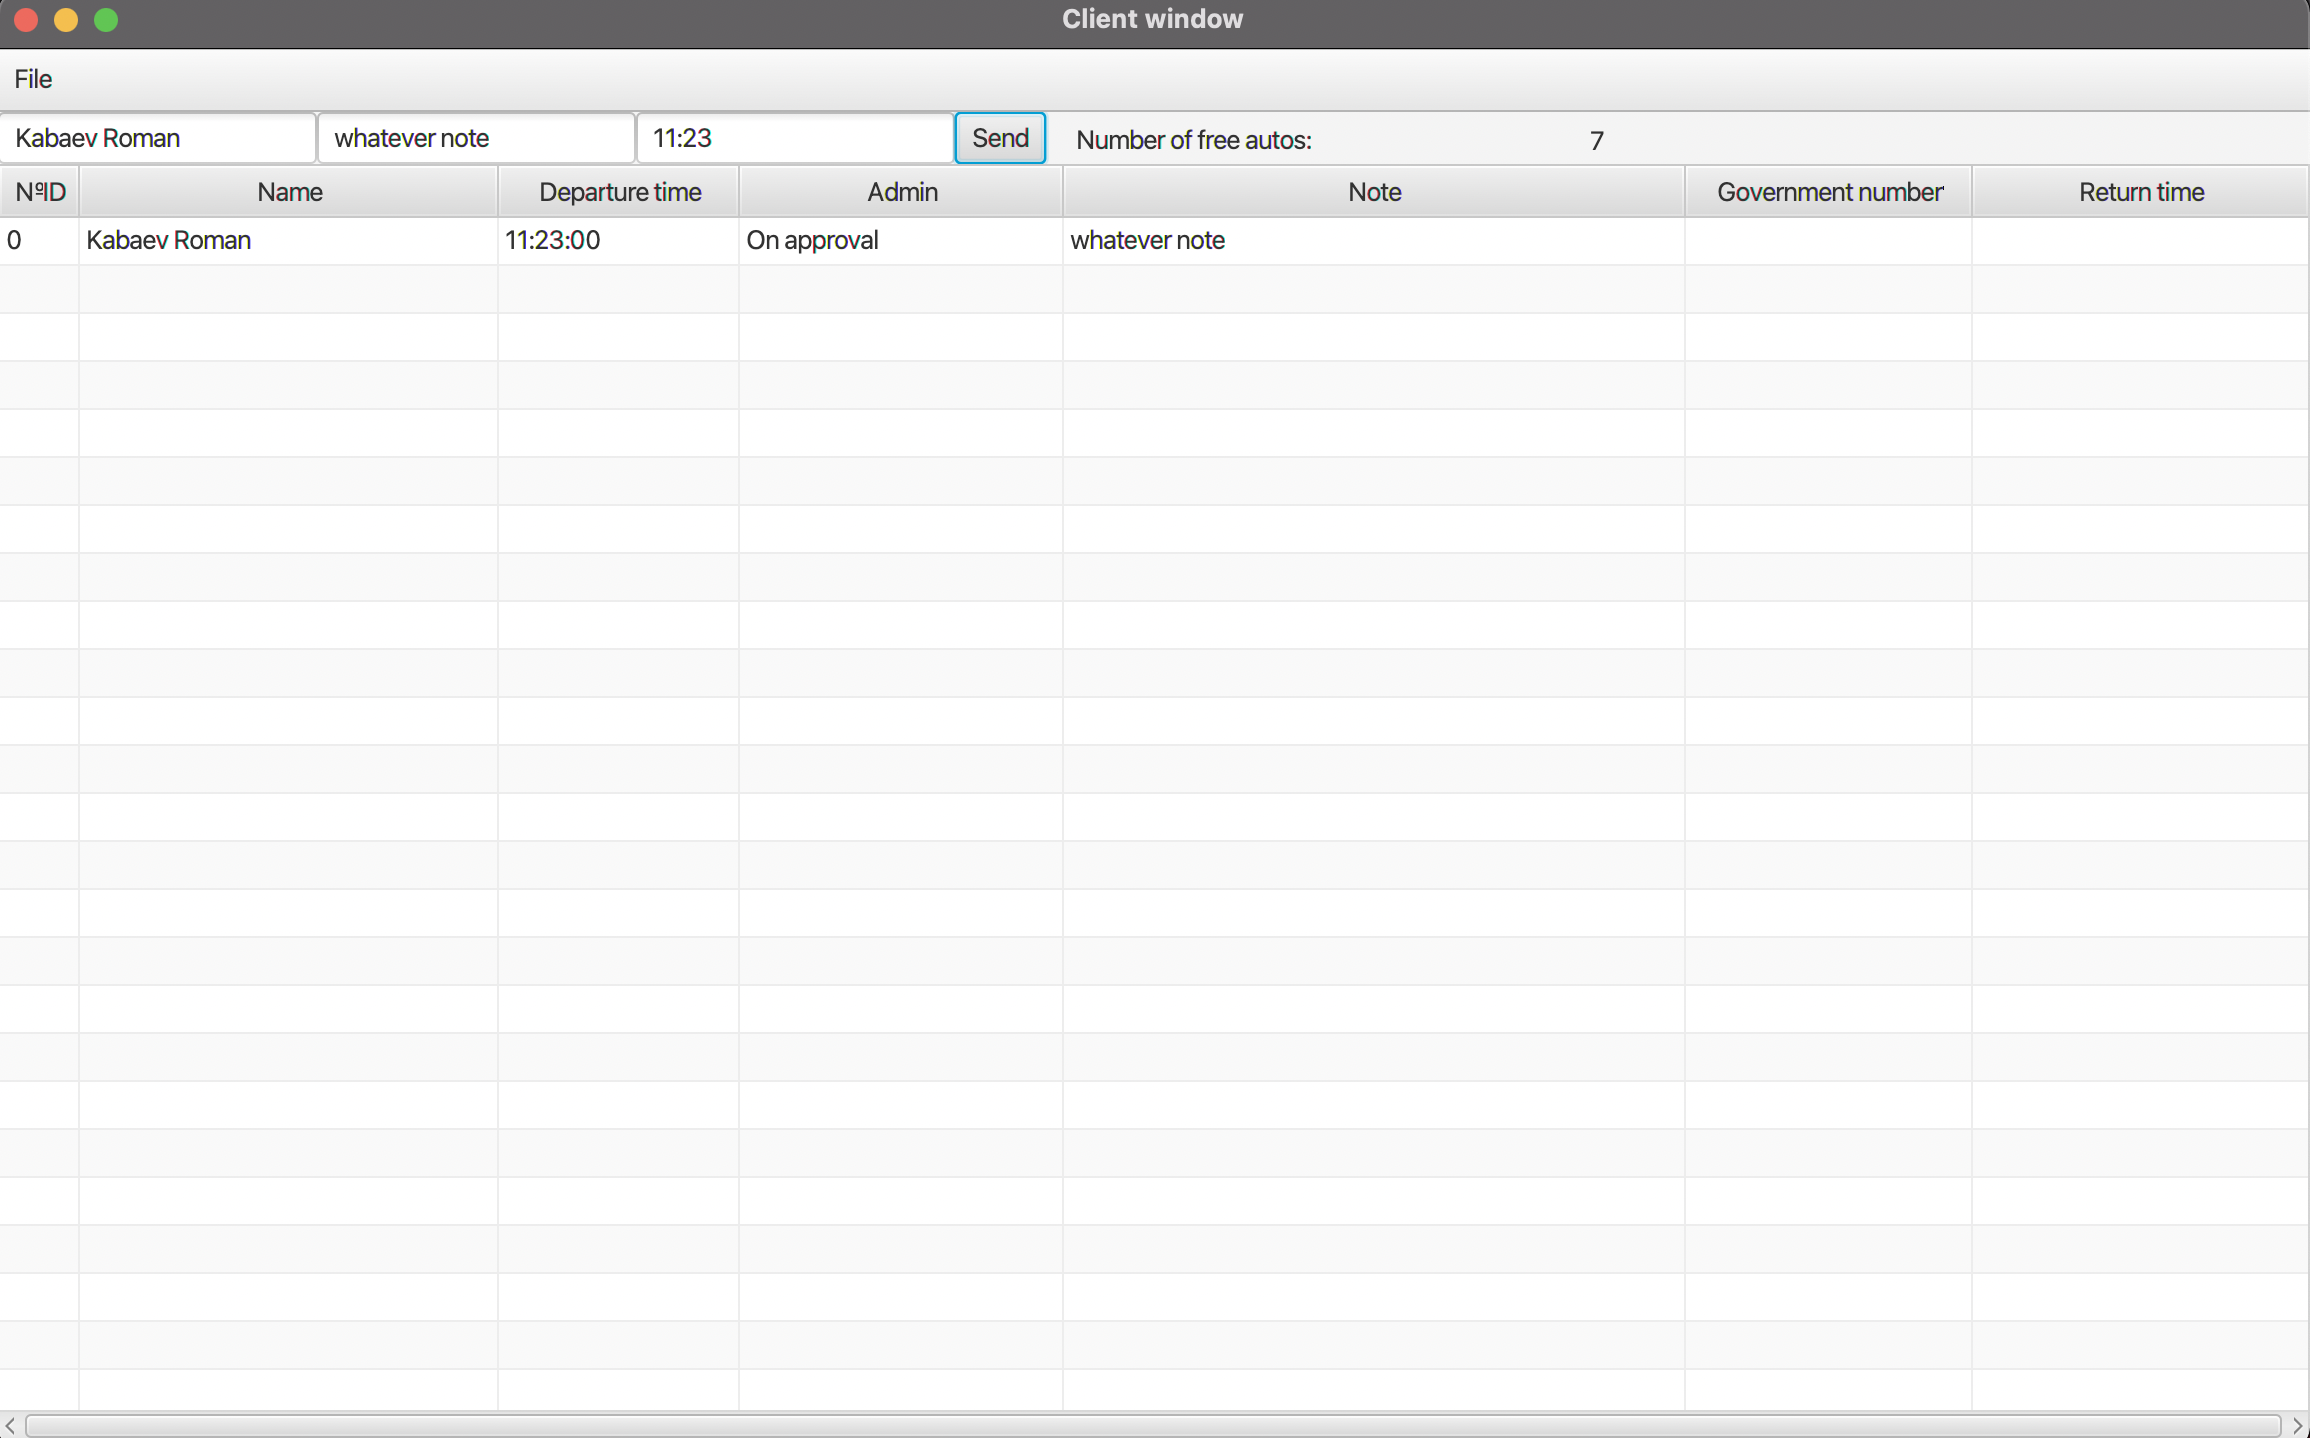 Client window
File
Kabaev Roman whatever note 11:23 Send Number of free autos: 7
NºID Name Departure time Admin Note Government number Return time
0 Kabaev Roman 11:23:00 On approval whatever note